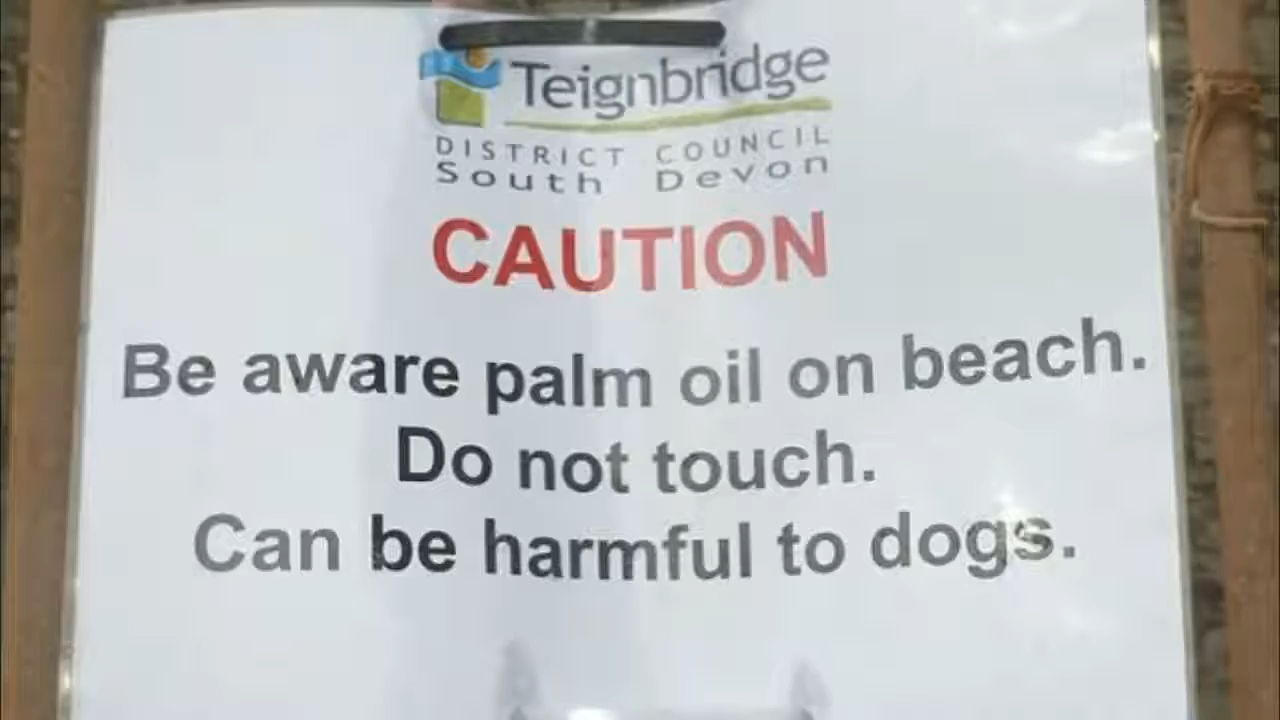 Teignbridge
DISTRICT COUNCIL
South Devon
CAUTION
Be aware palm oil on beach.
Do not touch.
Can be harmful to dogs.